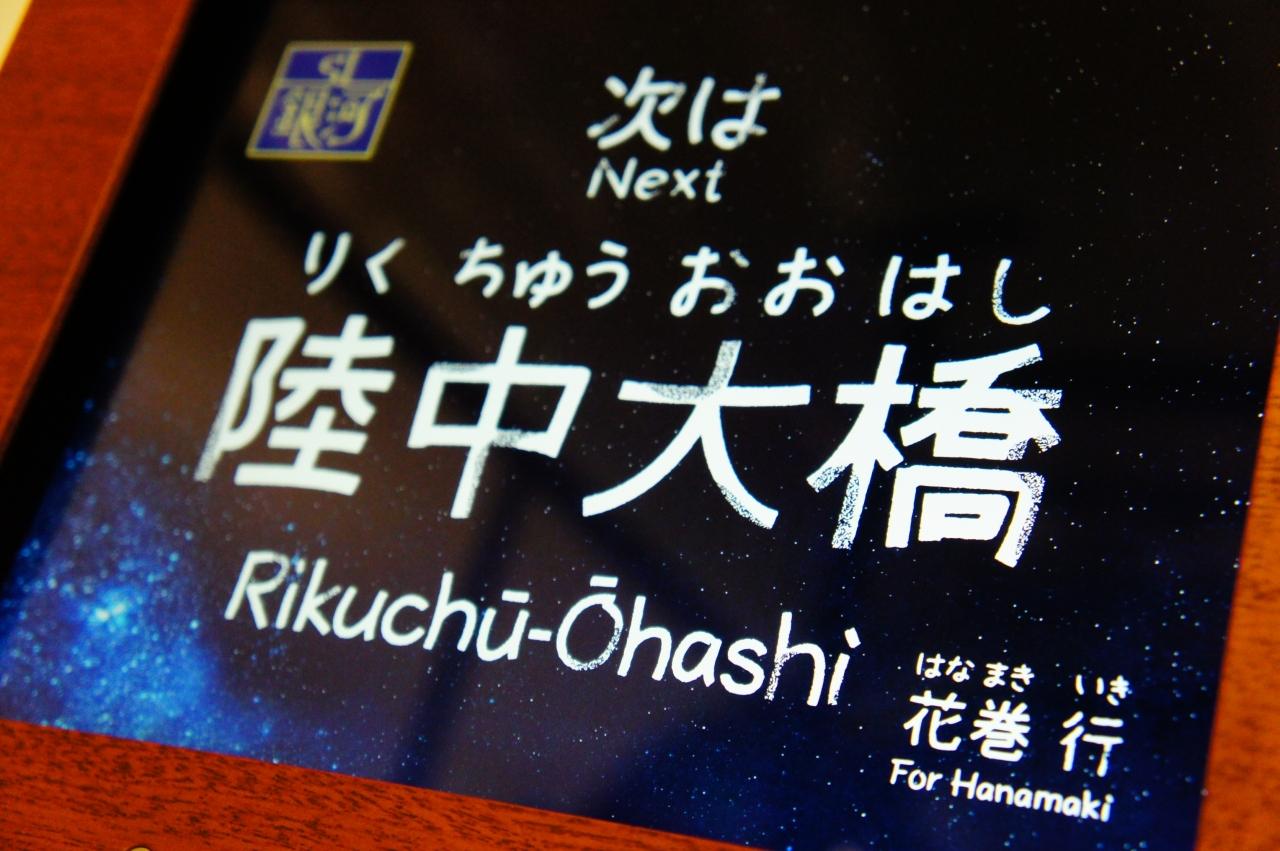 SL
銀河
次は
Next
りく ちゅう おお はし
陸中大橋
Rikuchū-Ōhashi
はな まき いき
花巻 行
For Hanamaki